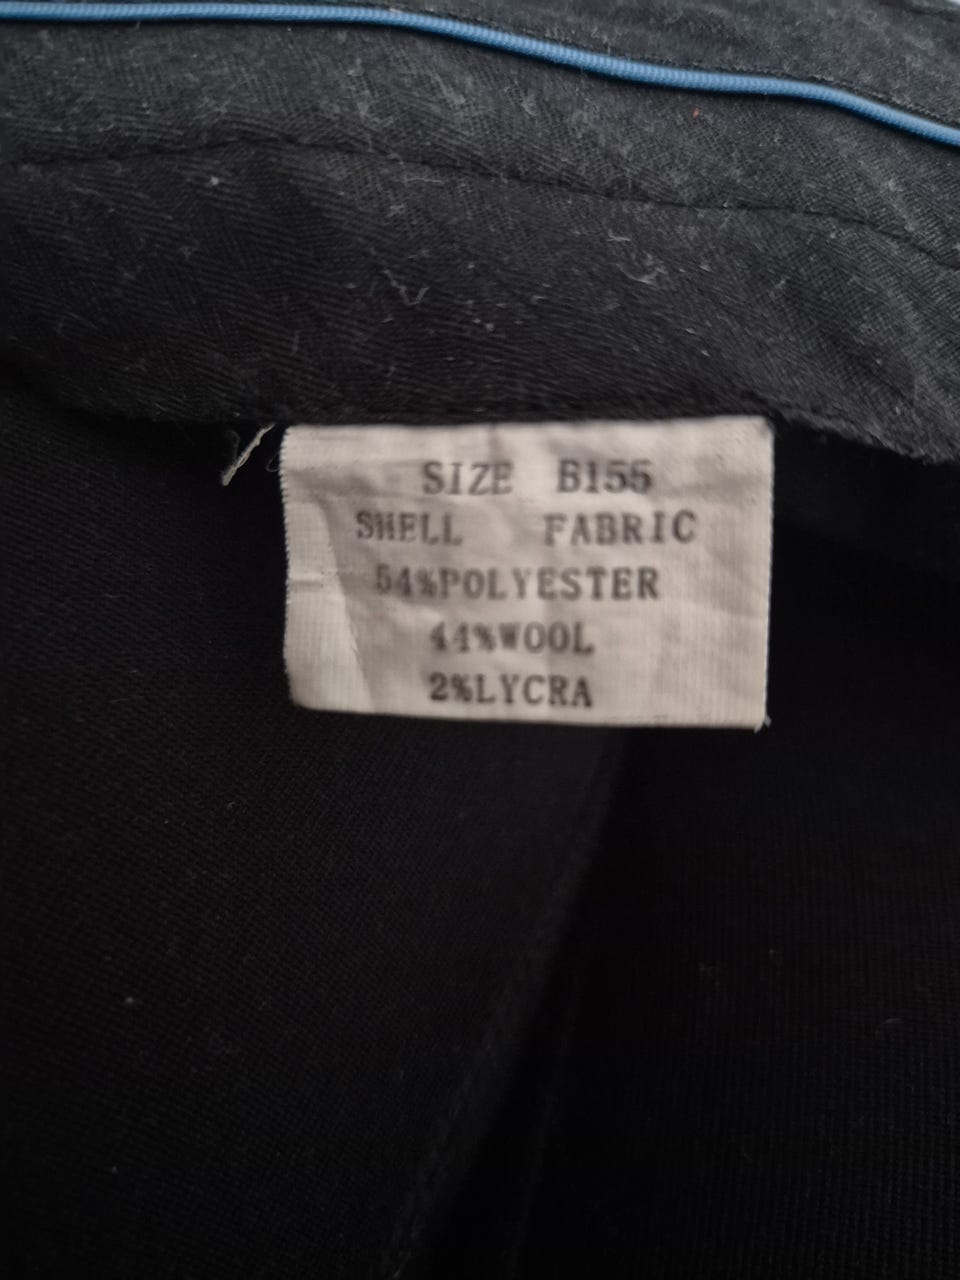 SIZE B155
SHELL FABRIC
54%POLYESTER
44%WOOL
2%LYCRA